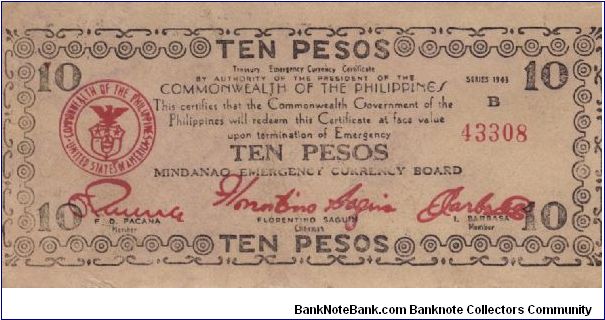 TEN PESOS
10 10
Treasury Emergency Currency Certificate
BY AUTHORITY OF THE PRESIDENT OF THE
SERIES 1943
COMMONWEALTH OF THE PHILIPPINES
B
This certifies that the Commonwealth Government of the
Philippines will redeem this Certificate at face value
43308
upon termination of Emergency
COMMONWEALTH OF THE PHILIPPINES
UNITED STATES OF AMERICA
TEN PESOS
MINDANAO EMERGENCY CURRENCY BOARD
Florentino Saguin
F. D. PACANA FLORENTINO SAGUIN I. BARBASA
Member Chairman Member
10 10
TEN PESOS
BankNoteBank.com Banknote Collectors Community